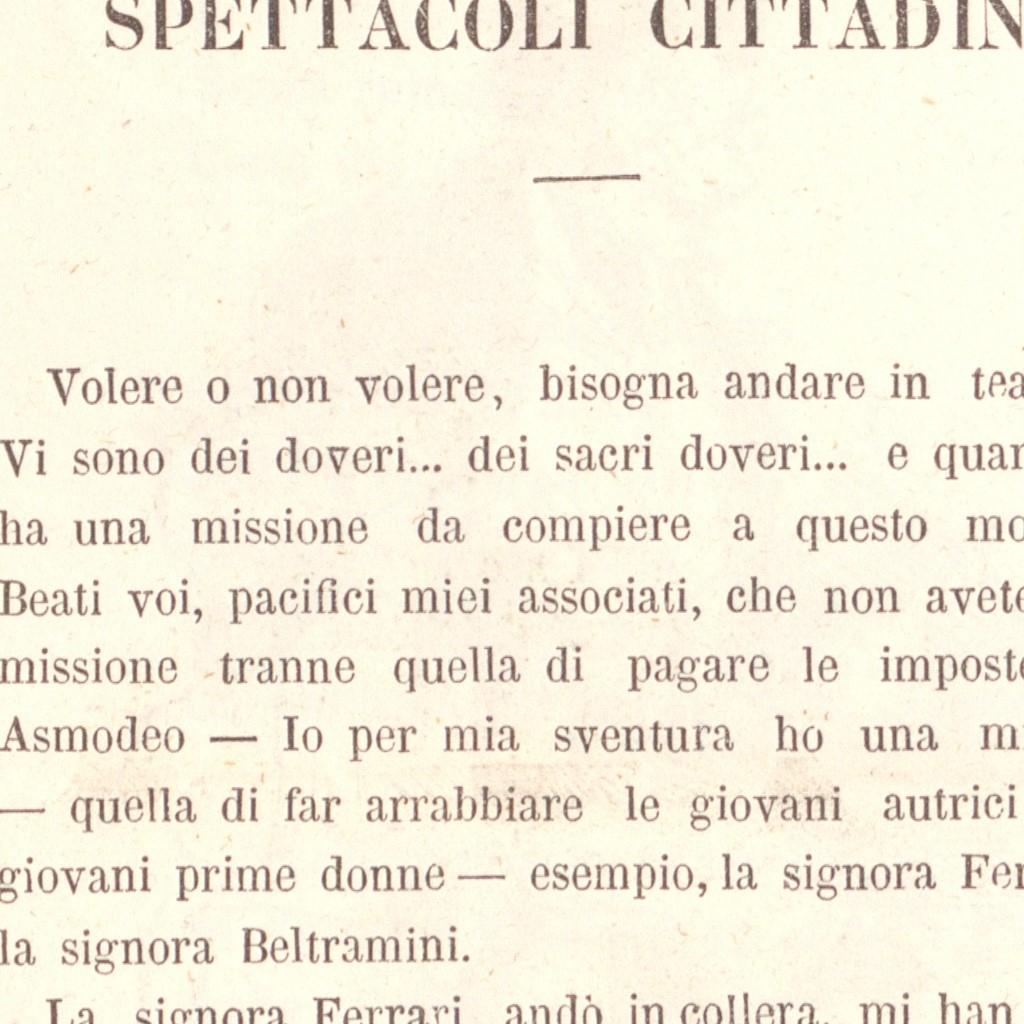 SPETTACOLI CITTADIN
Volere o non volere, bisogna andare in tea
Vi sono dei doveri... dei sacri doveri... e quan
ha una missione da compiere a questo mo
Beati voi, pacifici miei associati, che non avete
missione tranne quella di pagare le imposte
Asmodeo — Io per mia sventura ho una mi
— quella di far arrabbiare le giovani autrici
giovani prime donne — esempio, la signora Fer
la signora Beltramini.
La signora Ferrari andò in collera, mi han